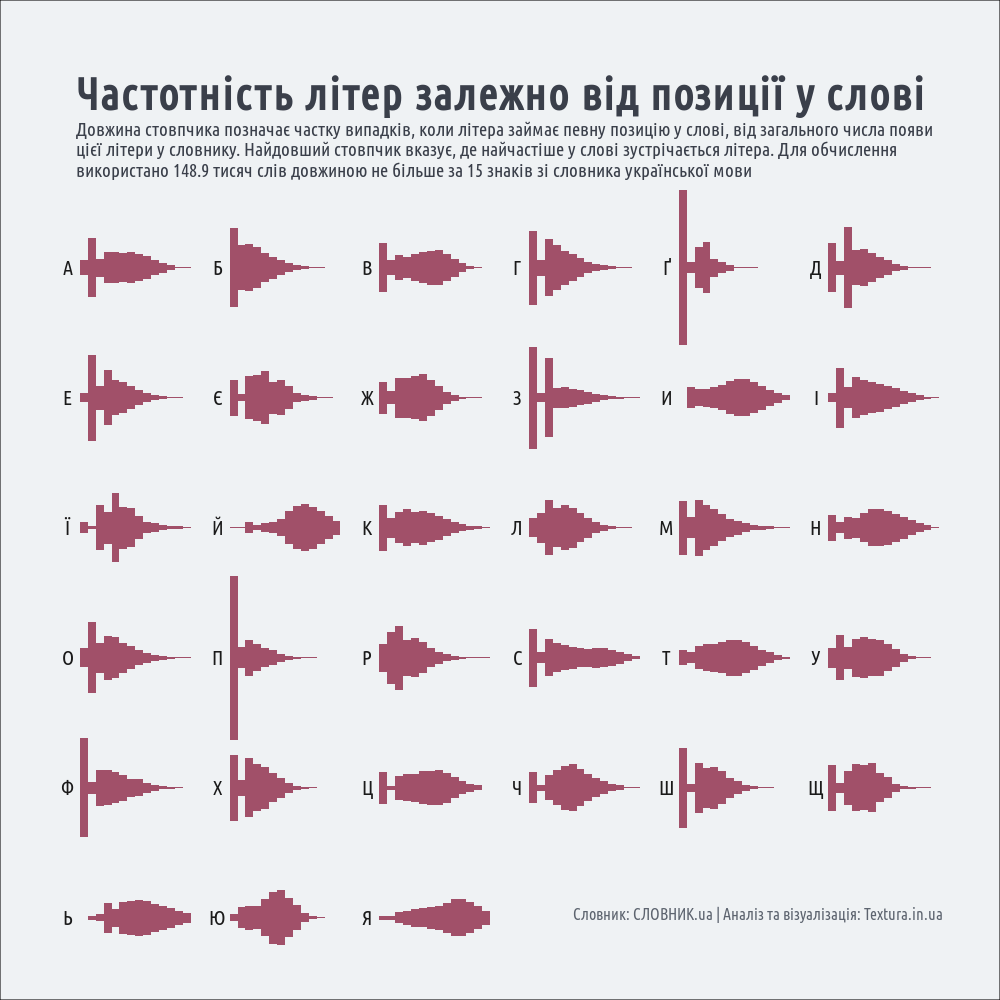 Частотність літер залежно від позиції у слові
Довжина стовпчика позначає частку випадків, коли літера займає певну позицію у слові, від загального числа появи
цієї літери у словнику. Найдовший стовпчик вказує, де найчастіше у слові зустрічається літера. Для обчислення
використано 148.9 тисяч слів довжиною не більше за 15 знаків зі словника української мови
А Б В Г Ґ Д
Е Є Ж З И І
Ї Й К Л М Н
О П Р С Т У
Ф Х Ц Ч Ш Щ
Ь Ю Я
Словник: СЛОВНИК.ua | Аналіз та візуалізація: Textura.in.ua